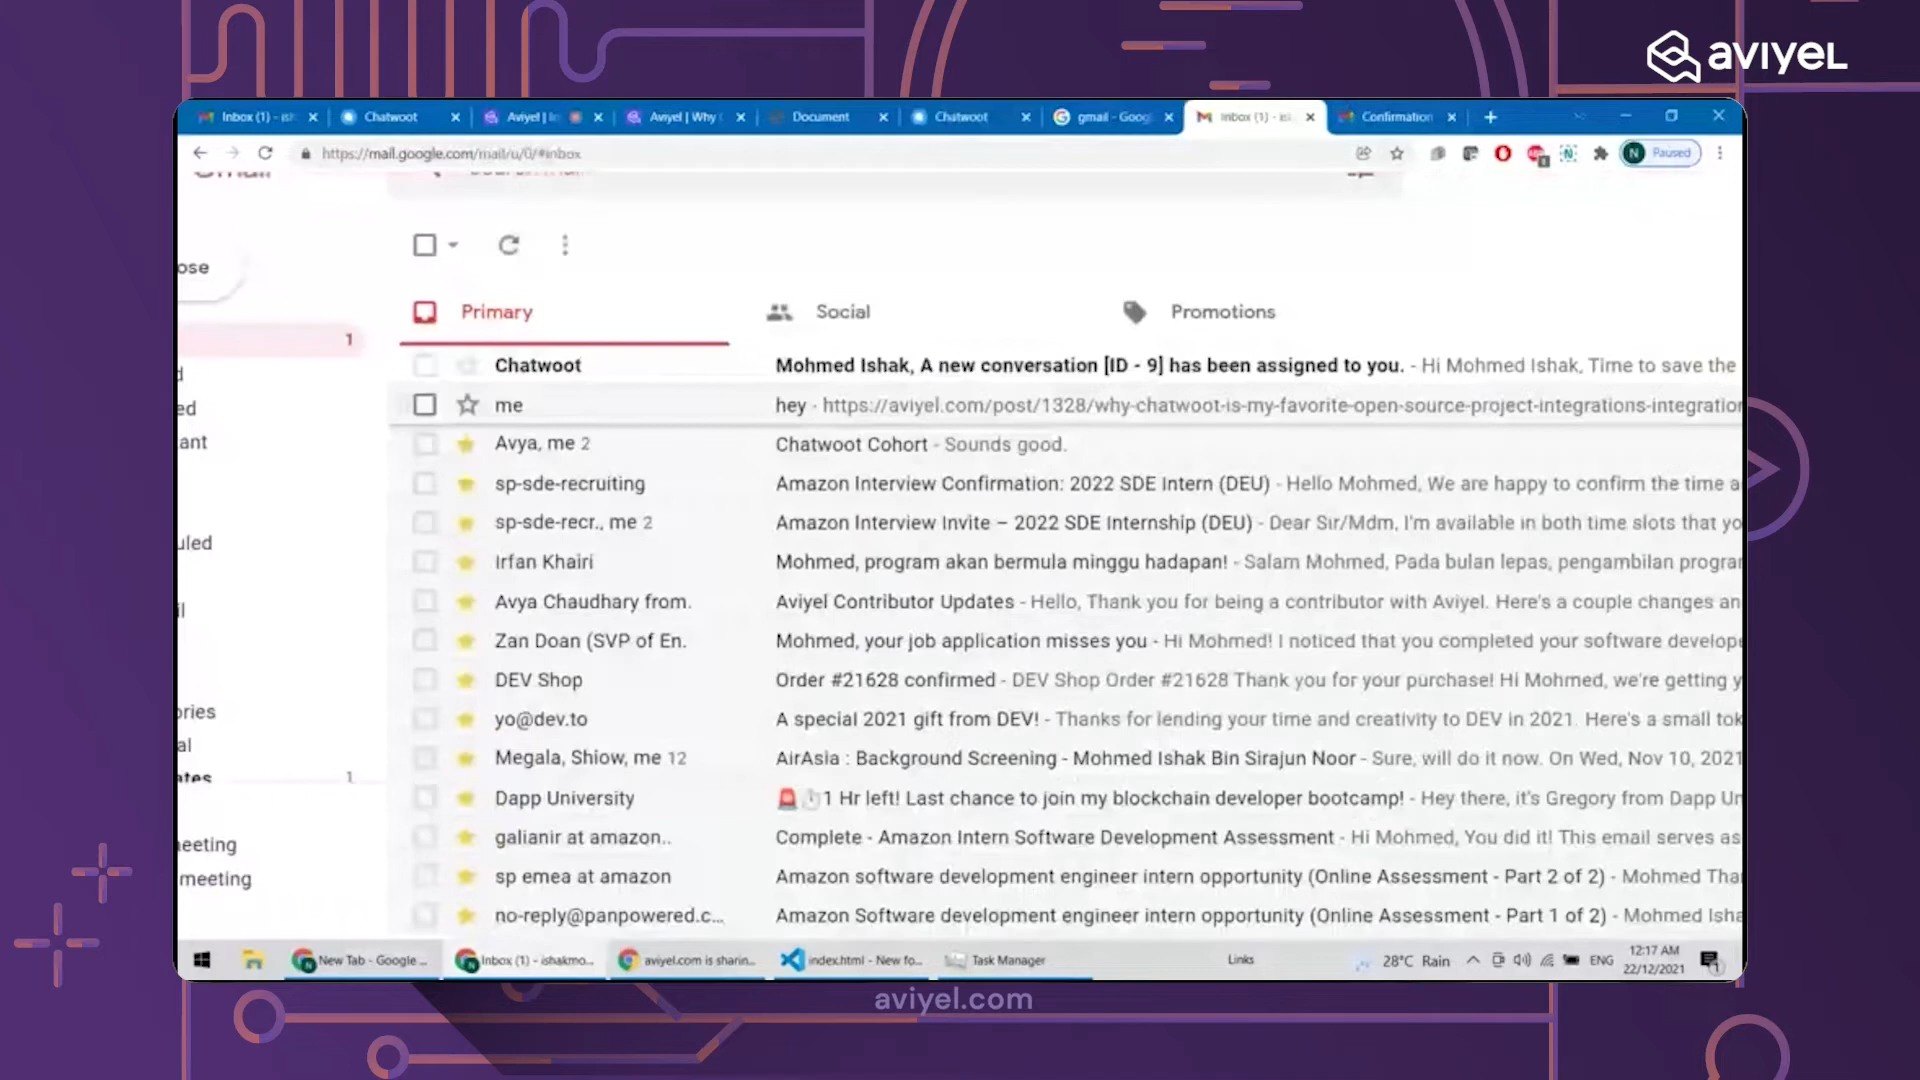 aviyel
Inbox (1) - ish
Chatwoot
Aviyel | In
Aviyel | Why
Document
Chatwoot
gmail - Goog
Inbox (1) - is
Confirmation
https://mail.google.com/mail/u/0/#inbox
N
Paused
ose
Primary
Social
Promotions
1
Chatwoot
Mohmed Ishak, A new conversation [ID - 9] has been assigned to you. - Hi Mohmed Ishak, Time to save the
me
hey - https://aviyel.com/post/1328/why-chatwoot-is-my-favorite-open-source-project-integrations-integration
ed
Avya, me 2
Chatwoot Cohort - Sounds good.
ant
sp-sde-recruiting
Amazon Interview Confirmation: 2022 SDE Intern (DEU) - Hello Mohmed, We are happy to confirm the time a
sp-sde-recr., me 2
Amazon Interview Invite – 2022 SDE Internship (DEU) - Dear Sir/Mdm, I'm available in both time slots that yo
uled
Irfan Khairi
Mohmed, program akan bermula minggu hadapan! - Salam Mohmed, Pada bulan lepas, pengambilan progra
Avya Chaudhary from.
Aviyel Contributor Updates - Hello, Thank you for being a contributor with Aviyel. Here's a couple changes an
il
Zan Doan (SVP of En.
Mohmed, your job application misses you - Hi Mohmed! I noticed that you completed your software develope
DEV Shop
Order #21628 confirmed - DEV Shop Order #21628 Thank you for your purchase! Hi Mohmed, we're getting y
ories
yo@dev.to
A special 2021 gift from DEV! - Thanks for lending your time and creativity to DEV in 2021. Here's a small tok
al
Megala, Shiow, me 12
AirAsia : Background Screening - Mohmed Ishak Bin Sirajun Noor - Sure, will do it now. On Wed, Nov 10, 2021
ates
1
Dapp University
1 Hr left! Last chance to join my blockchain developer bootcamp! - Hey there, it's Gregory from Dapp Un
galianir at amazon..
Complete - Amazon Intern Software Development Assessment - Hi Mohmed, You did it! This email serves as
neeting
sp emea at amazon
Amazon software development engineer intern opportunity (Online Assessment - Part 2 of 2) - Mohmed Tha
meeting
no-reply@panpowered.c...
Amazon Software development engineer intern opportunity (Online Assessment - Part 1 of 2) - Mohmed Isha
New Tab - Google ...
Inbox (1) - ishakmo...
aviyel.com is sharin...
index.html - New fo...
Task Manager
Links
28°C Rain
ENG
12:17 AM
22/12/2021
1
aviyel.com